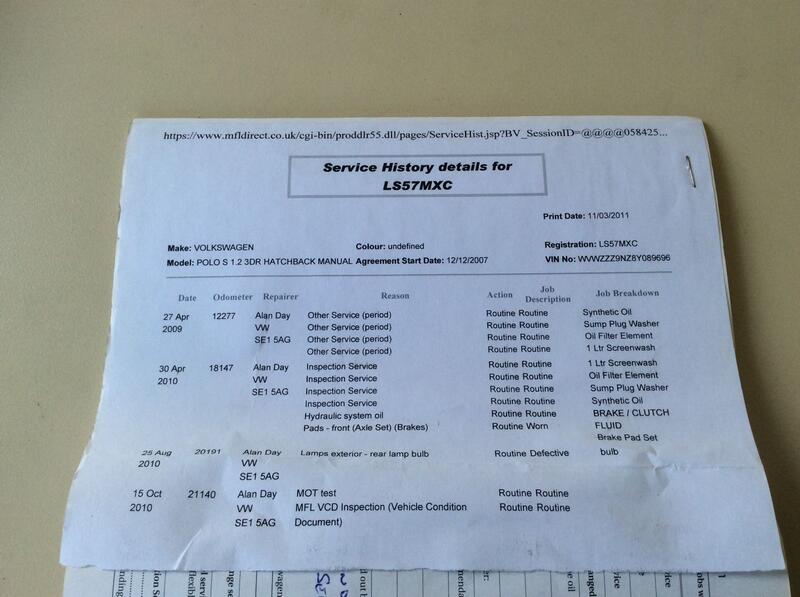 https://www.mfldirect.co.uk/cgi-bin/proddlr55.dll/pages/ServiceHist.jsp?BV_SessionID=@@@@058425...
Service History details for
LS57MXC
Print Date: 11/03/2011
Make: VOLKSWAGEN Colour: undefined Registration: LS57MXC
Model: POLO S 1.2 3DR HATCHBACK MANUAL Agreement Start Date: 12/12/2007 VIN No: WVWZZZ9NZ8Y089696
Date Odometer Repairer Reason Action Job Description Job Breakdown
27 Apr 12277 Alan Day Other Service (period) Routine Routine Synthetic Oil
2009 VW Other Service (period) Routine Routine Sump Plug Washer
SE1 5AG Other Service (period) Routine Routine Oil Filter Element
Other Service (period) Routine Routine 1 Ltr Screenwash
30 Apr 18147 Alan Day Inspection Service Routine Routine 1 Ltr Screenwash
2010 VW Inspection Service Routine Routine Oil Filter Element
SE1 5AG Inspection Service Routine Routine Sump Plug Washer
Inspection Service Routine Routine Synthetic Oil
Hydraulic system oil Routine Routine BRAKE / CLUTCH
Pads - front (Axle Set) (Brakes) Routine Worn FLUID
Brake Pad Set
25 Aug 20191 Alan Day Lamps exterior - rear lamp bulb Routine Defective bulb
2010 VW
SE1 5AG
15 Oct 21140 Alan Day MOT test Routine Routine
2010 VW MFL VCD Inspection (Vehicle Condition Routine Routine
SE1 5AG Document)